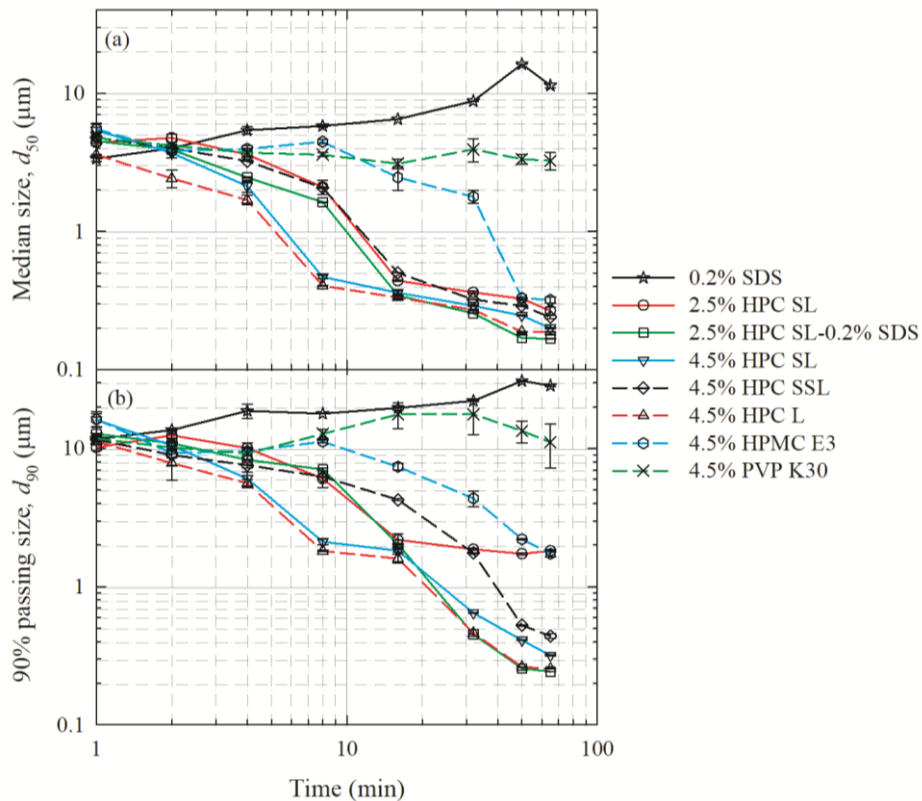 (a)
10
1
0.1
Median size, d50 (μm)
(b)
10
1
0.1
90% passing size, d90 (μm)
1
10
100
Time (min)
0.2% SDS
2.5% HPC SL
2.5% HPC SL-0.2% SDS
4.5% HPC SL
4.5% HPC SSL
4.5% HPC L
4.5% HPMC E3
4.5% PVP K30